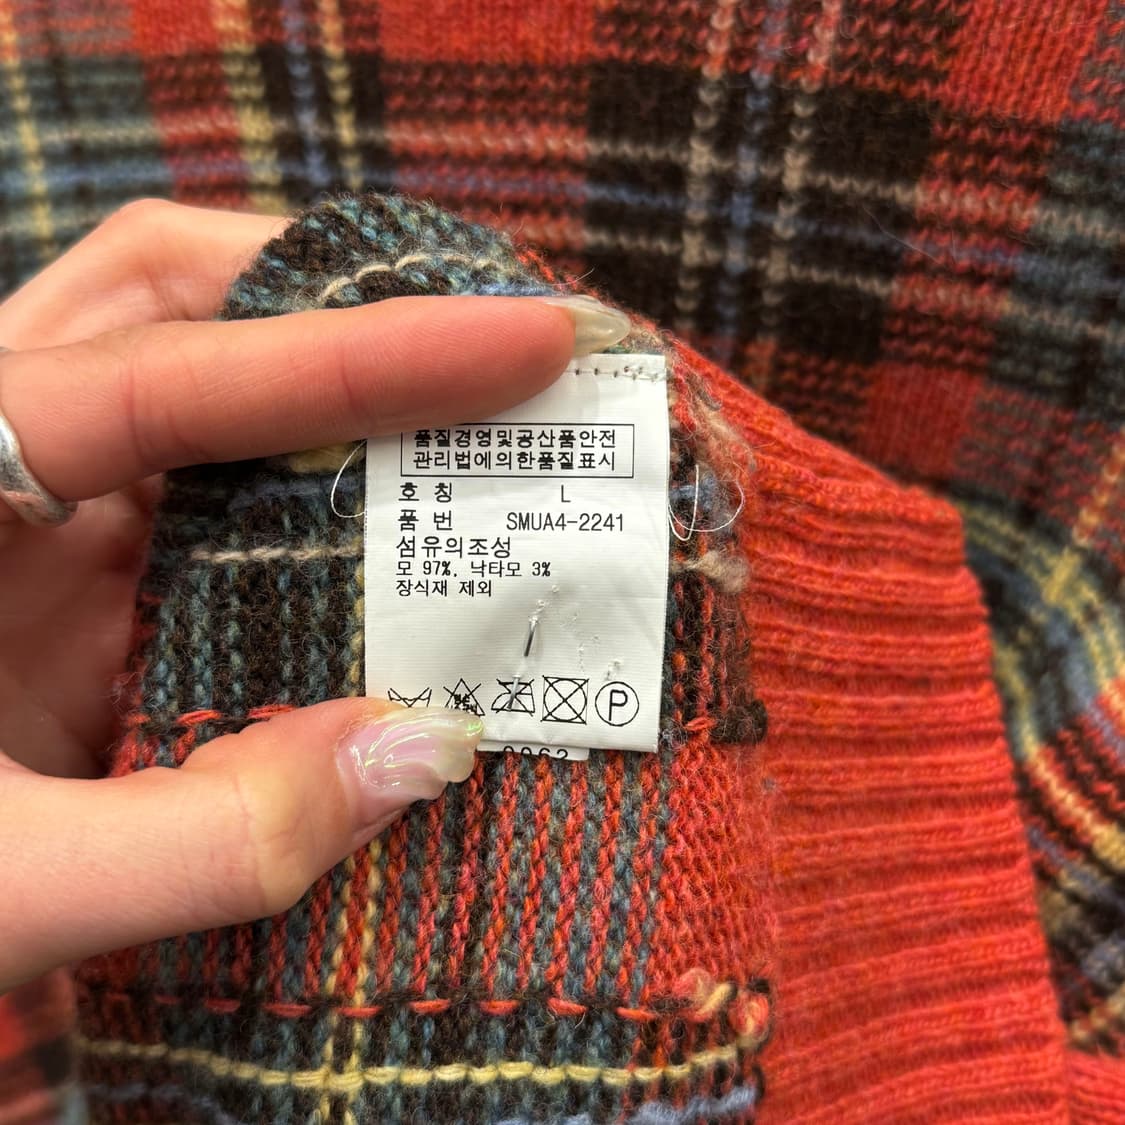 품질경영및공산품안전
관리법에의한품질표시
호 칭 L
품 번 SMUA4-2241
섬유의조성
모 97%, 낙타모 3%
장식재 제외
P